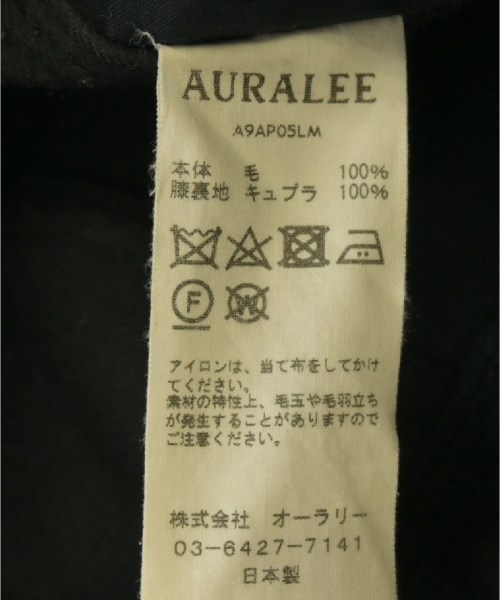 AURALEE
A9AP05LM
本体 毛 100%
膝裏地 キュプラ 100%
F
W
アイロンは、当て布をしてかけ
てください。
素材の特性上、毛玉や毛羽立ち
が発生することがありますので
ご注意ください。
株式会社 オーラリー
03-6427-7141
日本製